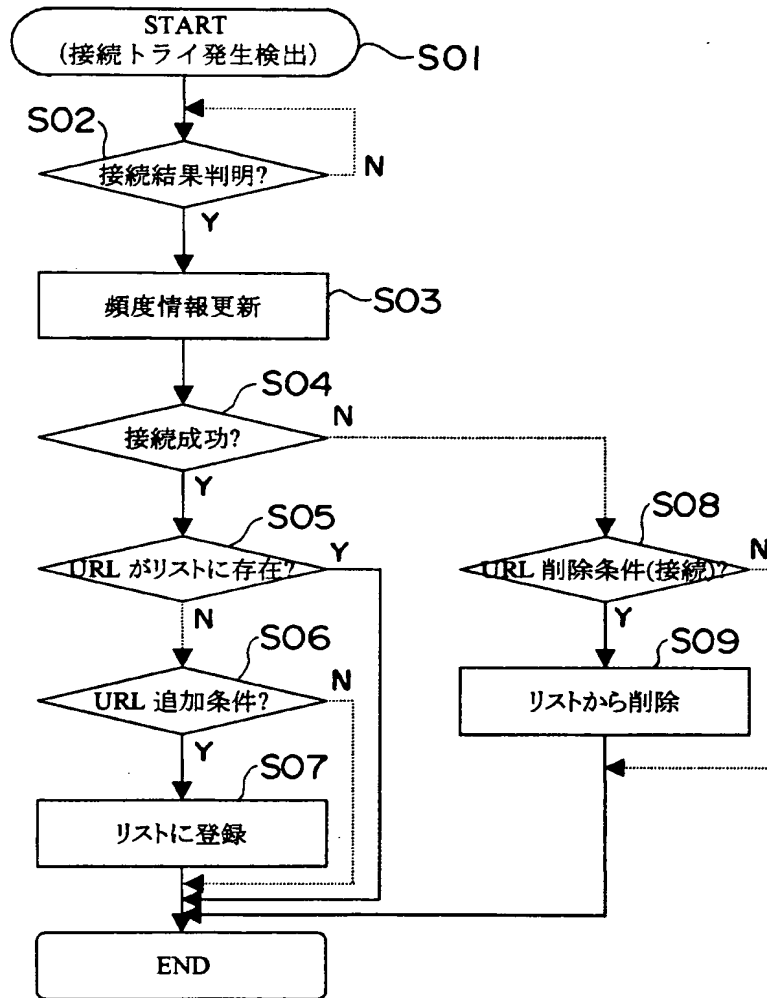 START
(接続トライ発生検出)
S01
S02
接続結果判明?
N
Y
頻度情報更新
S03
S04
接続成功?
N
Y
S05
URL がリストに存在?
Y
N
S06
URL 追加条件?
N
Y
S07
リストに登録
S08
URL 削除条件(接続)?
N
Y
S09
リストから削除
END